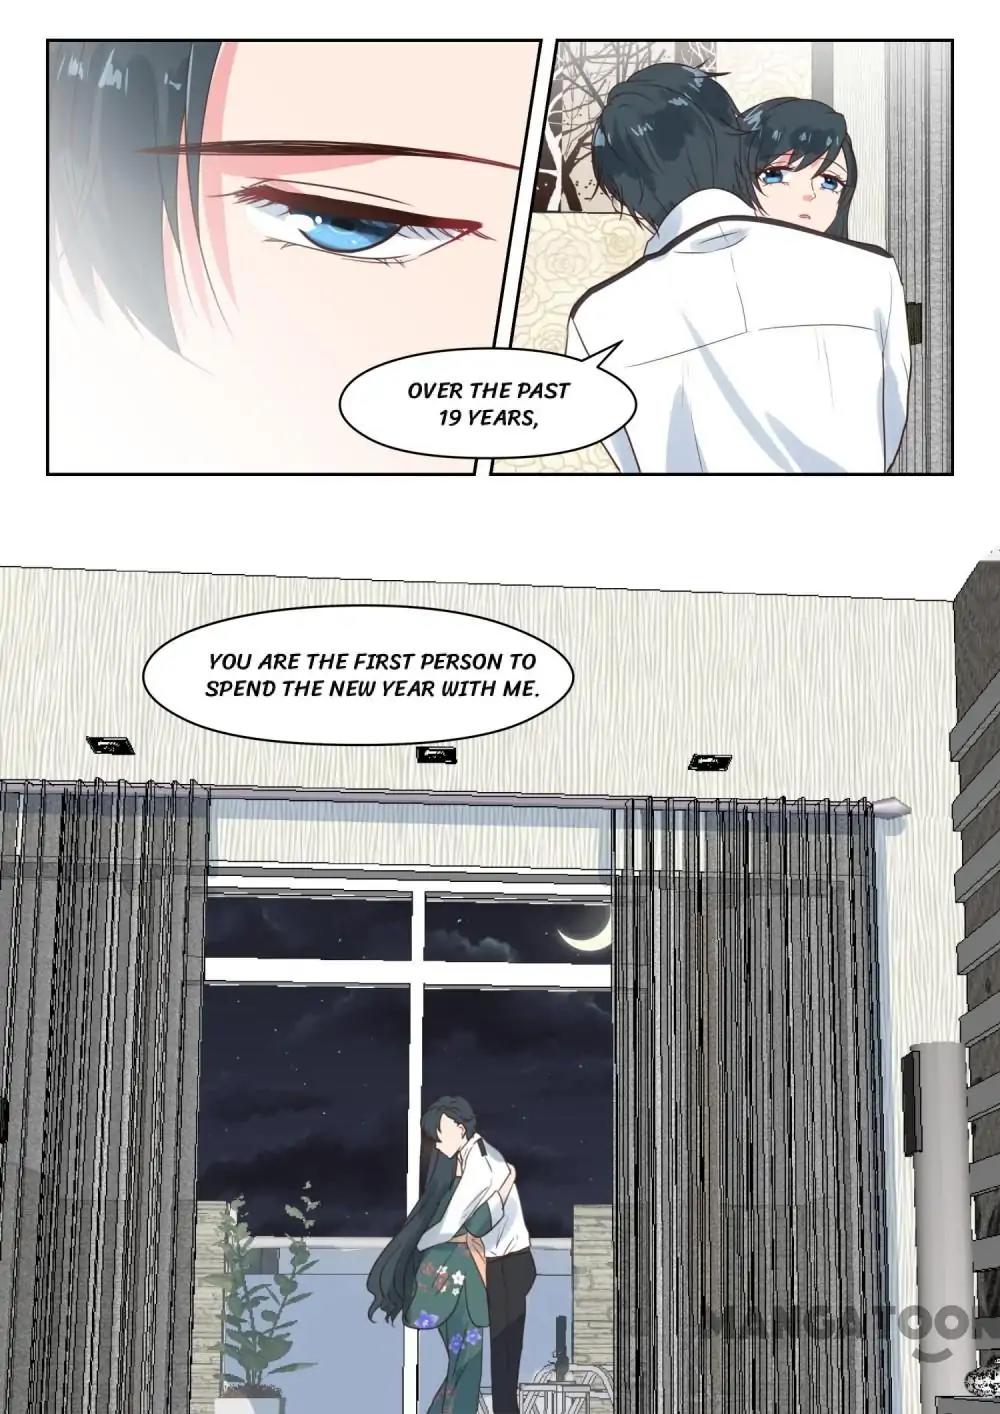 OVER THE PAST
19 YEARS,
YOU ARE THE FIRST PERSON TO
SPEND THE NEW YEAR WITH ME.
MANGATOON